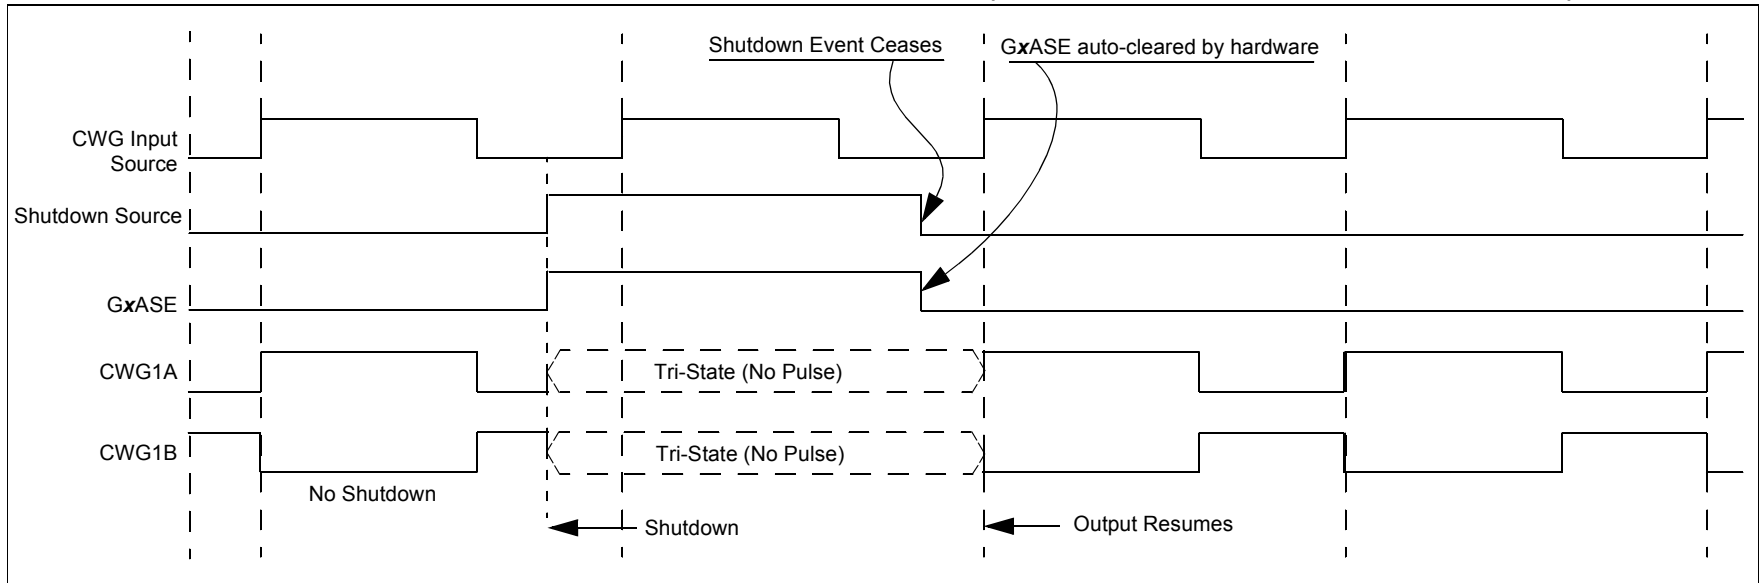 Shutdown Event Ceases
GxASE auto-cleared by hardware
CWG Input
Source
Shutdown Source
GxASE
CWG1A
Tri-State (No Pulse)
CWG1B
Tri-State (No Pulse)
No Shutdown
Shutdown
Output Resumes